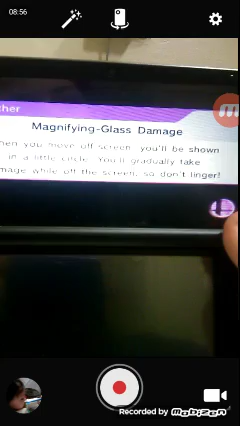 08:56
ther
Magnifying-Glass Damage
hen you move off screen, you'll be shown
in a little circle. You'll gradually take
mage while off the screen, so don't linger!
Recorded by mobizen